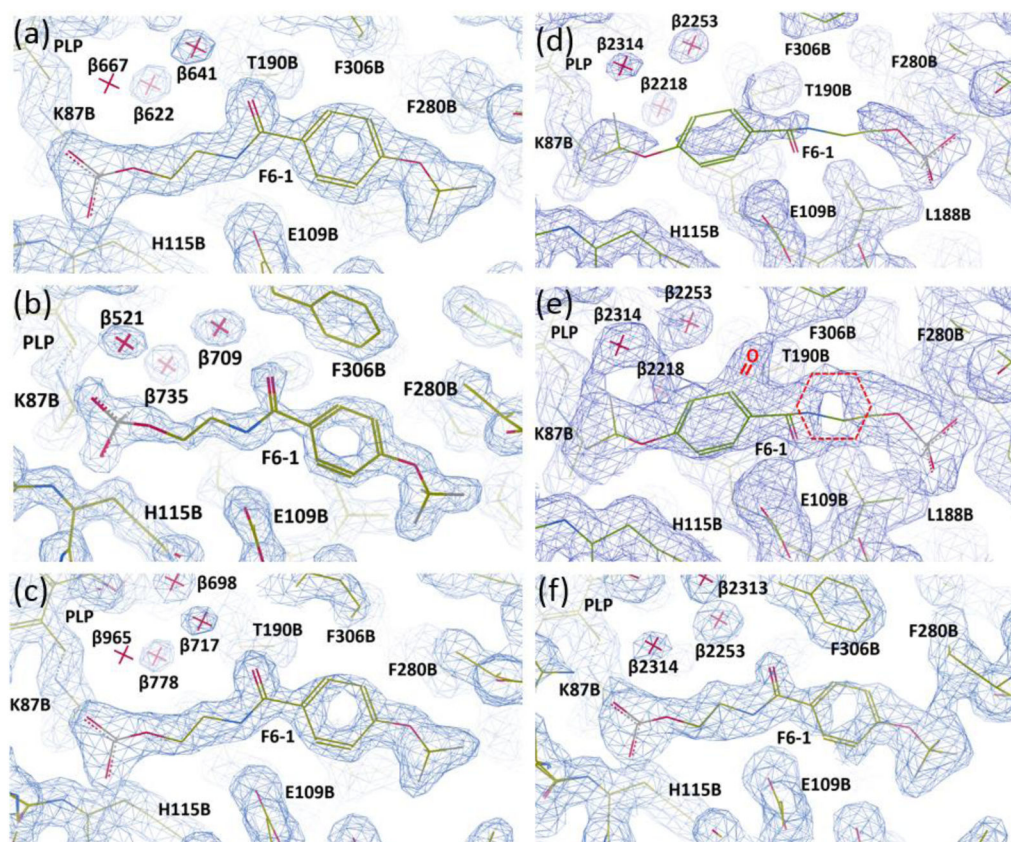 (a)
PLP
β667
β641
β622
T190B
F306B
K87B
F280B
F6-1
H115B
E109B
(b)
β521
PLP
β709
β735
F306B
F280B
K87B
F6-1
H115B
E109B
(c)
β698
PLP
β965
β717
T190B
F306B
β778
F280B
K87B
F6-1
H115B
E109B
(d)
β2253
β2314
F306B
PLP
β2218
F280B
T190B
K87B
F6-1
E109B
L188B
H115B
(e)
β2253
PLP
β2314
F306B
F280B
O
T190B
β2218
K87B
F6-1
E109B
H115B
L188B
(f)
β2313
PLP
β2253
β2314
F306B
F280B
K87B
F6-1
H115B
E109B